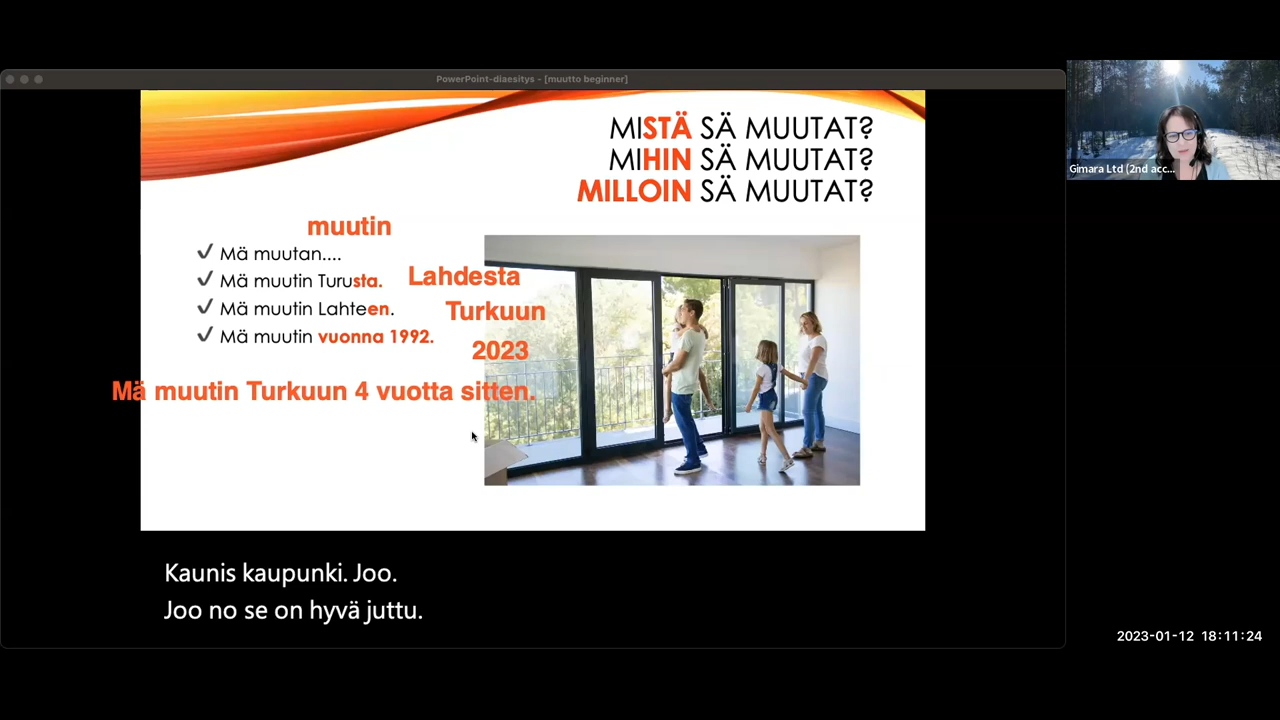 PowerPoint-diaesitys - [muutto beginner]
MISTÄ SÄ MUUTAT?
MIHIN SÄ MUUTAT?
MILLOIN SÄ MUUTAT?
muutin
Mä muutan....
Mä muutin Turusta.
Lahdesta
Mä muutin Lahteen.
Turkuun
Mä muutin vuonna 1992.
2023
Mä muutin Turkuun 4 vuotta sitten.
Kaunis kaupunki. Joo.
Joo no se on hyvä juttu.
Gimara Ltd (2nd acc...
2023-01-12 18:11:24